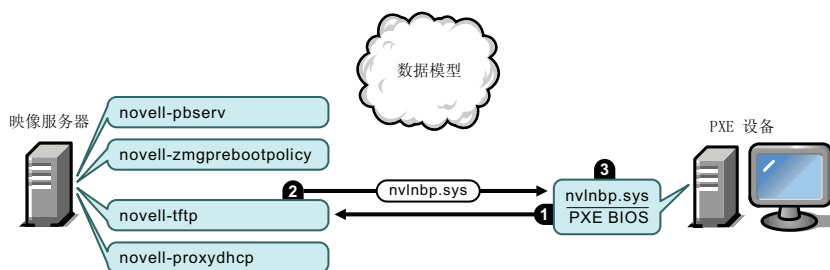 数据模型
映像服务器
novell-pbserv
novell-zmgprebootpolicy
novell-tftp
novell-proxydhcp
2
nvlnbp.sys
1
3
nvlnbp.sys
PXE BIOS
PXE 设备